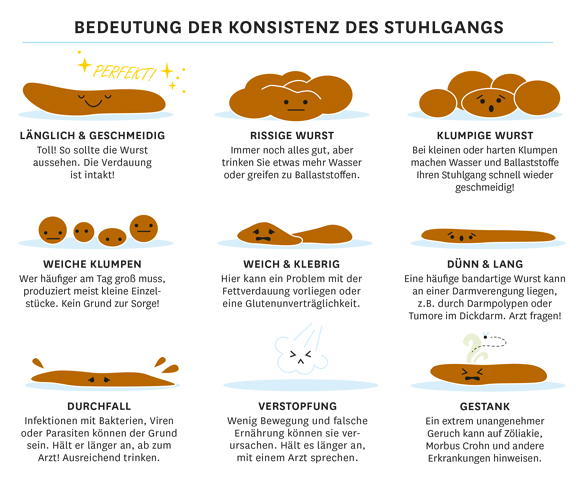 BEDEUTUNG DER KONSISTENZ DES STUHLGANGS
PERFEKT!
LÄNGLICH & GESCHMEIDIG
Toll! So sollte die Wurst
aussehen. Die Verdauung
ist intakt!
RISSIGE WURST
Immer noch alles gut, aber
trinken Sie etwas mehr Wasser
oder greifen zu Ballaststoffen.
KLUMPIGE WURST
Bei kleinen oder harten Klumpen
machen Wasser und Ballaststoffe
Ihren Stuhlgang schnell wieder
geschmeidig!
WEICHE KLUMPEN
Wer häufiger am Tag groß muss,
produziert meist kleine Einzel-
stücke. Kein Grund zur Sorge!
WEICH & KLEBRIG
Hier kann ein Problem mit der
Fettverdauung vorliegen oder
eine Glutenunverträglichkeit.
DÜNN & LANG
Eine häufige bandartige Wurst kann
an einer Darmverengung liegen,
z.B. durch Darmpolypen oder
Tumore im Dickdarm. Arzt fragen!
DURCHFALL
Infektionen mit Bakterien, Viren
oder Parasiten können der Grund
sein. Hält er länger an, ab zum
Arzt! Ausreichend trinken.
VERSTOPFUNG
Wenig Bewegung und falsche
Ernährung können sie ver-
ursachen. Hält es länger an,
mit einem Arzt sprechen.
GESTANK
Ein extrem unangenehmer
Geruch kann auf Zöliakie,
Morbus Crohn und andere
Erkrankungen hinweisen.